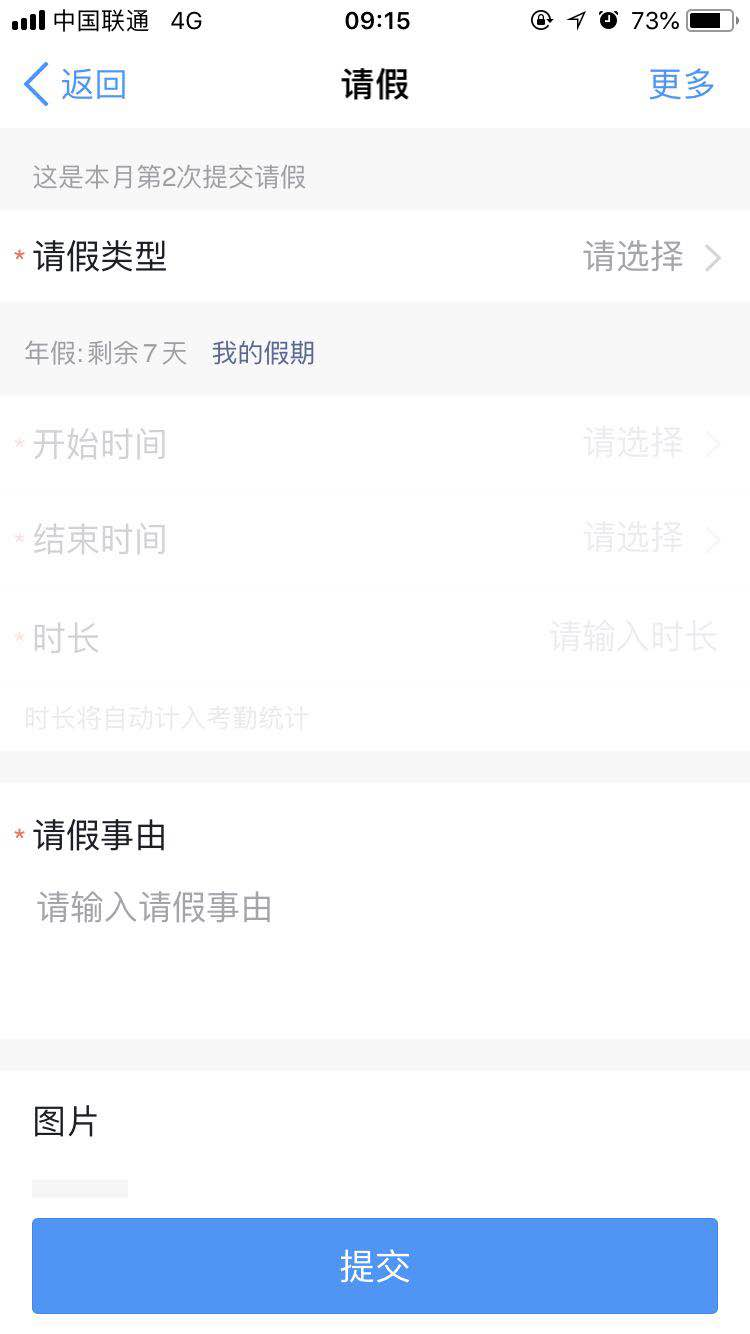 中国联通 4G 09:15 73%
返回 请假 更多
这是本月第2次提交请假
* 请假类型 请选择
年假:剩余7天 我的假期
* 开始时间 请选择
* 结束时间 请选择
* 时长 请输入时长
时长将自动计入考勤统计
* 请假事由
请输入请假事由
图片
提交